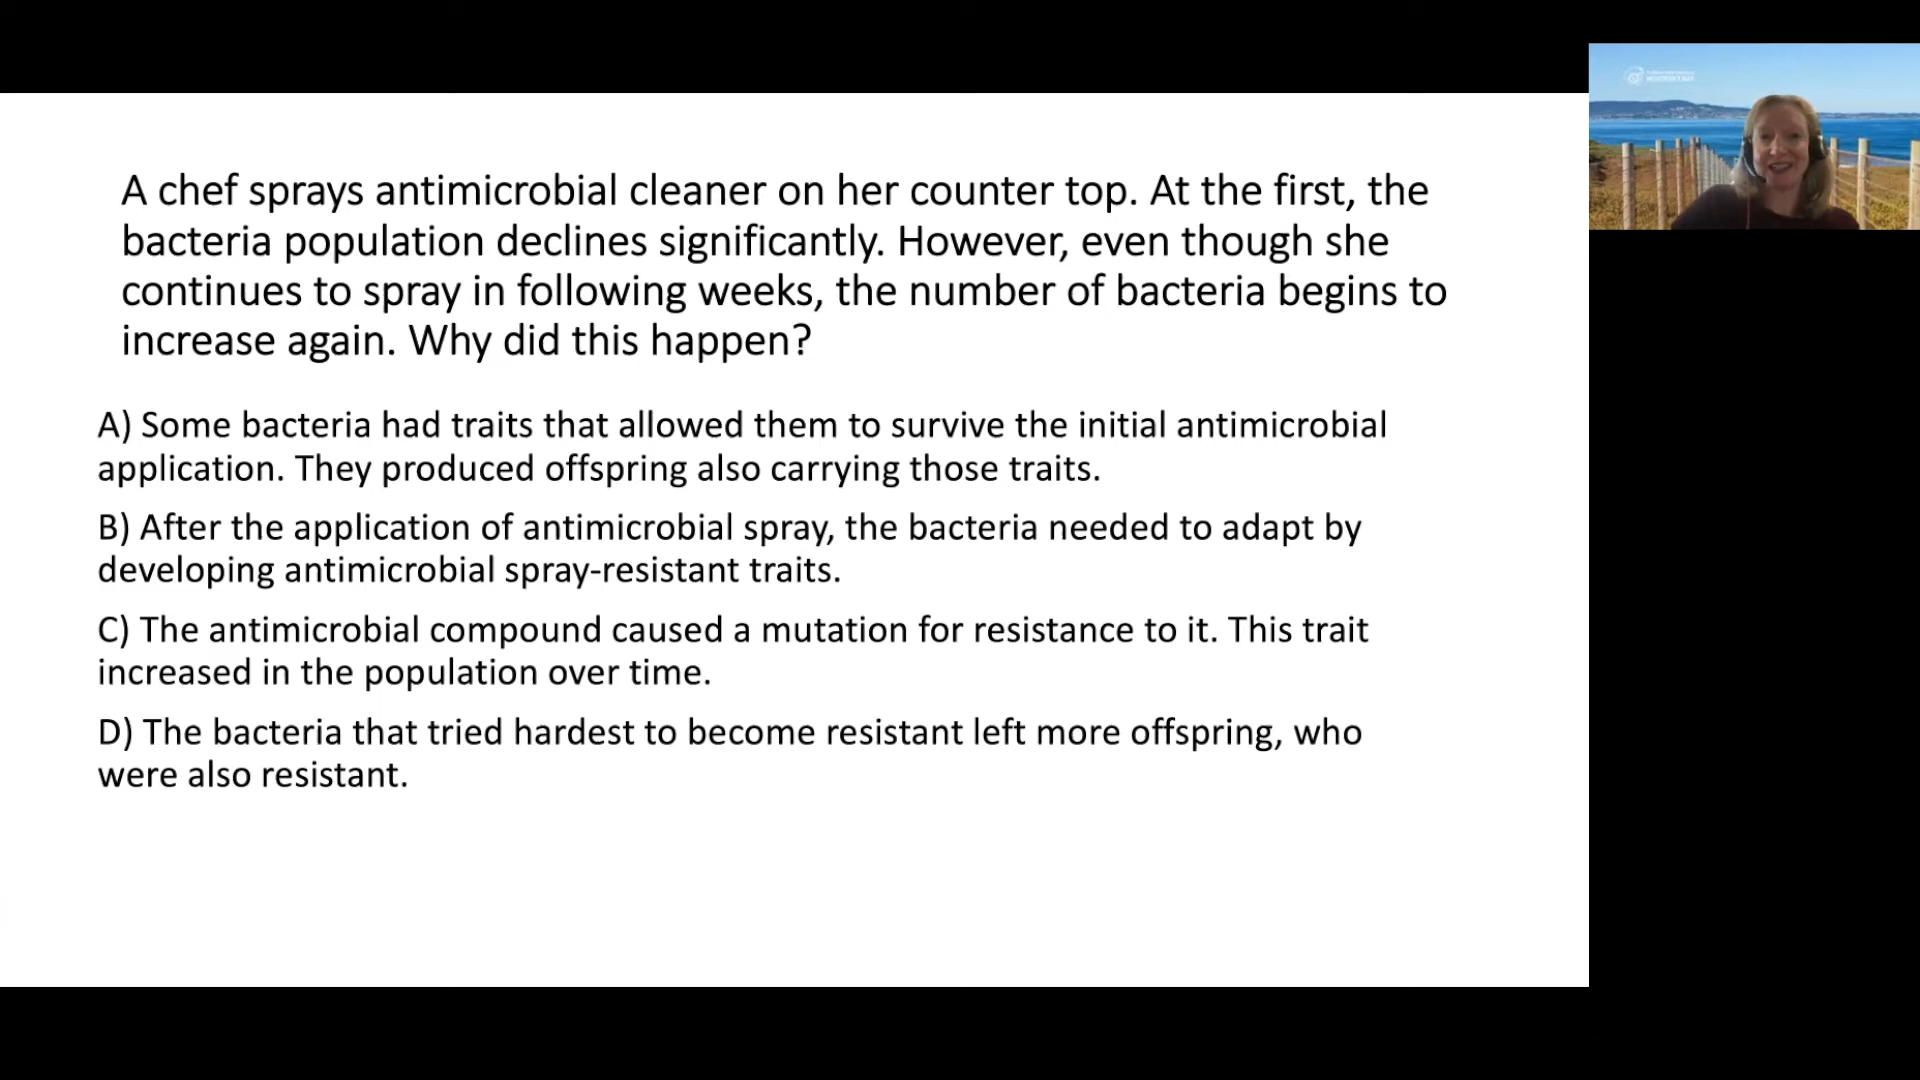 A chef sprays antimicrobial cleaner on her counter top. At the first, the
bacteria population declines significantly. However, even though she
continues to spray in following weeks, the number of bacteria begins to
increase again. Why did this happen?
A) Some bacteria had traits that allowed them to survive the initial antimicrobial
application. They produced offspring also carrying those traits.
B) After the application of antimicrobial spray, the bacteria needed to adapt by
developing antimicrobial spray-resistant traits.
C) The antimicrobial compound caused a mutation for resistance to it. This trait
increased in the population over time.
D) The bacteria that tried hardest to become resistant left more offspring, who
were also resistant.